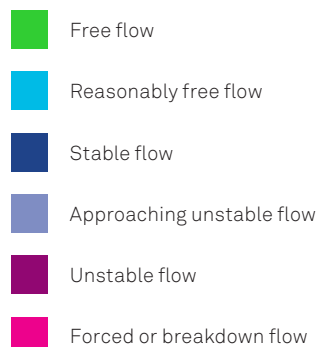 Free flow
Reasonably free flow
Stable flow
Approaching unstable flow
Unstable flow
Forced or breakdown flow